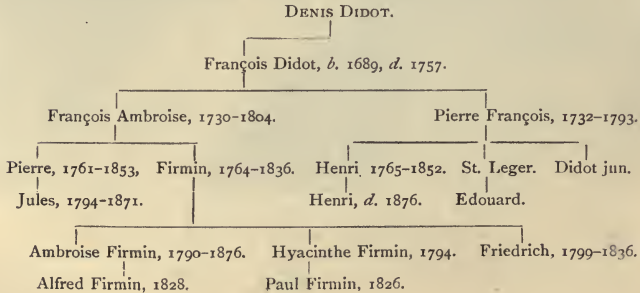 DENIS DIDOT.
François Didot, b. 1689, d. 1757.
François Ambroise, 1730-1804. Pierre François, 1732-1793.
Pierre, 1761-1853, Firmin, 1764-1836. Henri, 1765-1852. St. Leger. Didot jun.
Jules, 1794-1871. Henri, d. 1876. Edouard.
Ambroise Firmin, 1790-1876. Hyacinthe Firmin, 1794. Friedrich, 1799-1836.
Alfred Firmin, 1828. Paul Firmin, 1826.